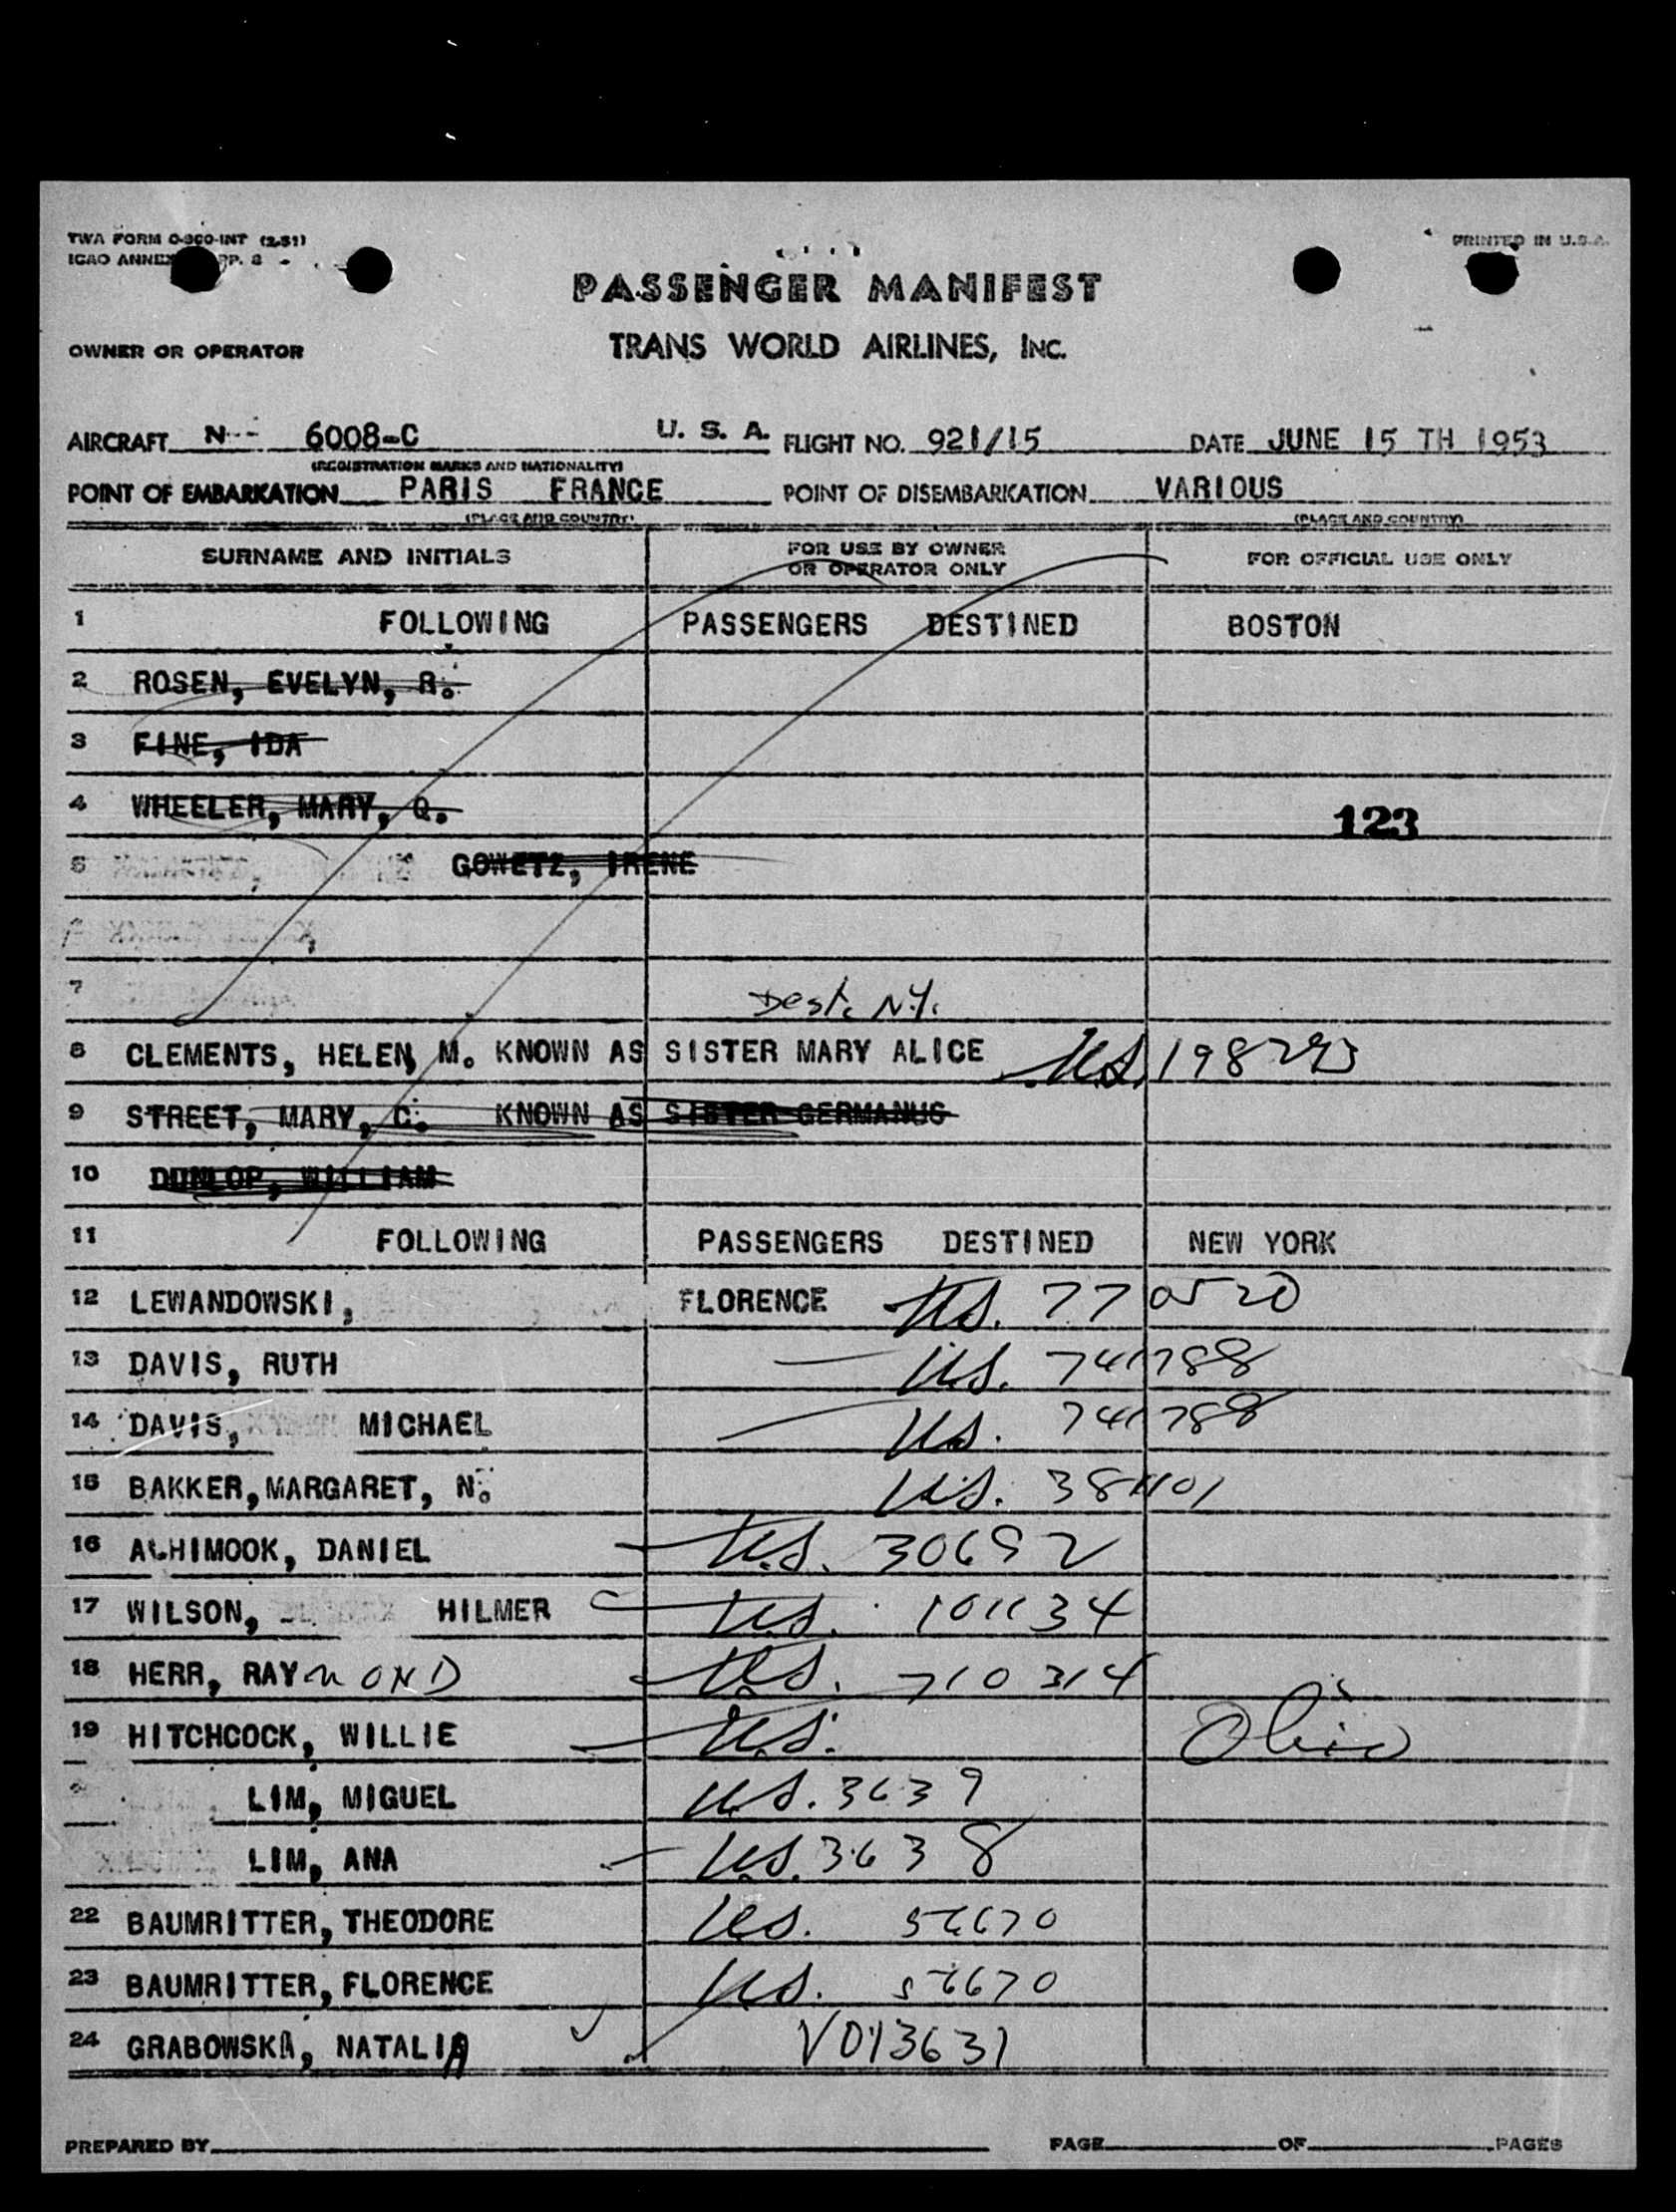 TWA FORM O-900-INT (2-51)
PRINTED IN U.S.A.
ICAO ANNEX PP. 8
PASSENGER MANIFEST
OWNER OR OPERATOR
TRANS WORLD AIRLINES, INC.
AIRCRAFT N-- 6008-C U. S. A. FLIGHT NO. 921/15 DATE JUNE 15 TH 1953
(REGISTRATION MARKS AND NATIONALITY)
POINT OF EMBARKATION PARIS FRANCE POINT OF DISEMBARKATION VARIOUS
(PLACE AND COUNTRY) (PLACE AND COUNTRY)
SURNAME AND INITIALS FOR USE BY OWNER OR OPERATOR ONLY FOR OFFICIAL USE ONLY
1 FOLLOWING PASSENGERS DESTINED BOSTON
2 ROSEN, EVELYN, R.
3 FINE, IDA
4 WHEELER, MARY, Q. 123
5 GOWETZ, IRENE
7 Dest. N.Y.
8 CLEMENTS, HELEN, M. KNOWN AS SISTER MARY ALICE U.S. 198293
9 STREET, MARY, C. KNOWN AS SISTER GERMANUS
10 DUNLOP, WILLIAM
11 FOLLOWING PASSENGERS DESTINED NEW YORK
12 LEWANDOWSKI, FLORENCE U.S. 770520
13 DAVIS, RUTH U.S. 741788
14 DAVIS, MICHAEL U.S. 741788
15 BAKKER, MARGARET, N. U.S.
16 ALHIMOOK, DANIEL U.S. 30692
17 WILSON, HILMER U.S. 101134
18 HERR, RAYMOND U.S. 710314
19 HITCHCOCK, WILLIE U.S. Ohio
LIM, MIGUEL U.S. 3639
LIM, ANA U.S. 3638
22 BAUMRITTER, THEODORE U.S. 56670
23 BAUMRITTER, FLORENCE U.S. 56670
24 GRABOWSKA, NATALIA V013631
PREPARED BY PAGE OF PAGES